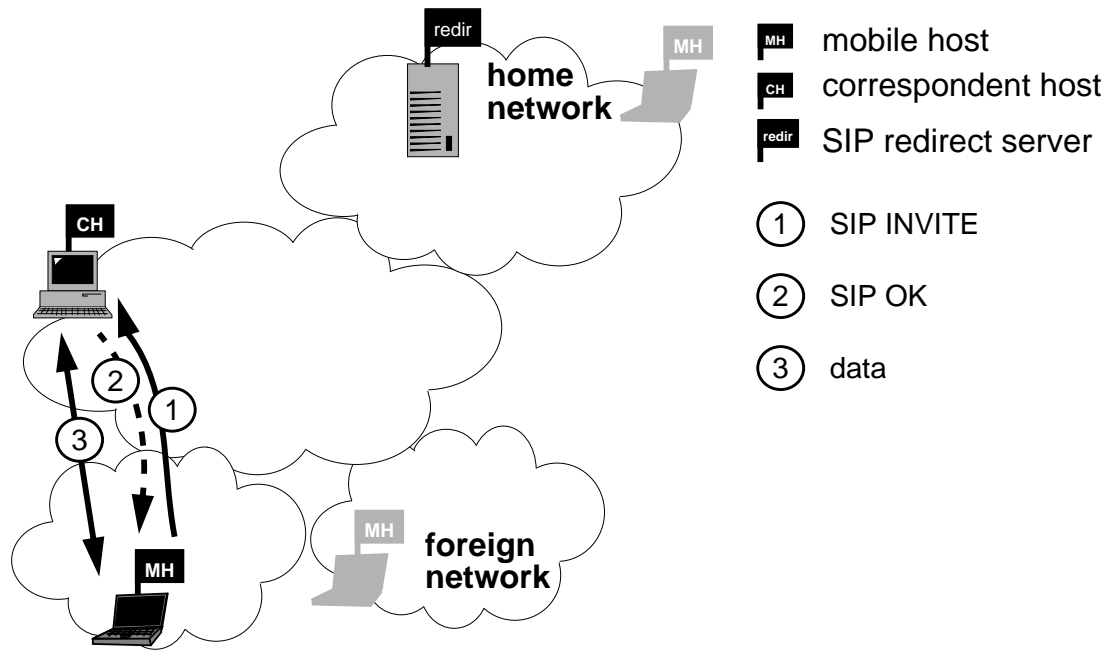 redir
MH
home
network
CH
2
1
3
MH
foreign
network
MH
MH mobile host
CH correspondent host
redir SIP redirect server
1 SIP INVITE
2 SIP OK
3 data